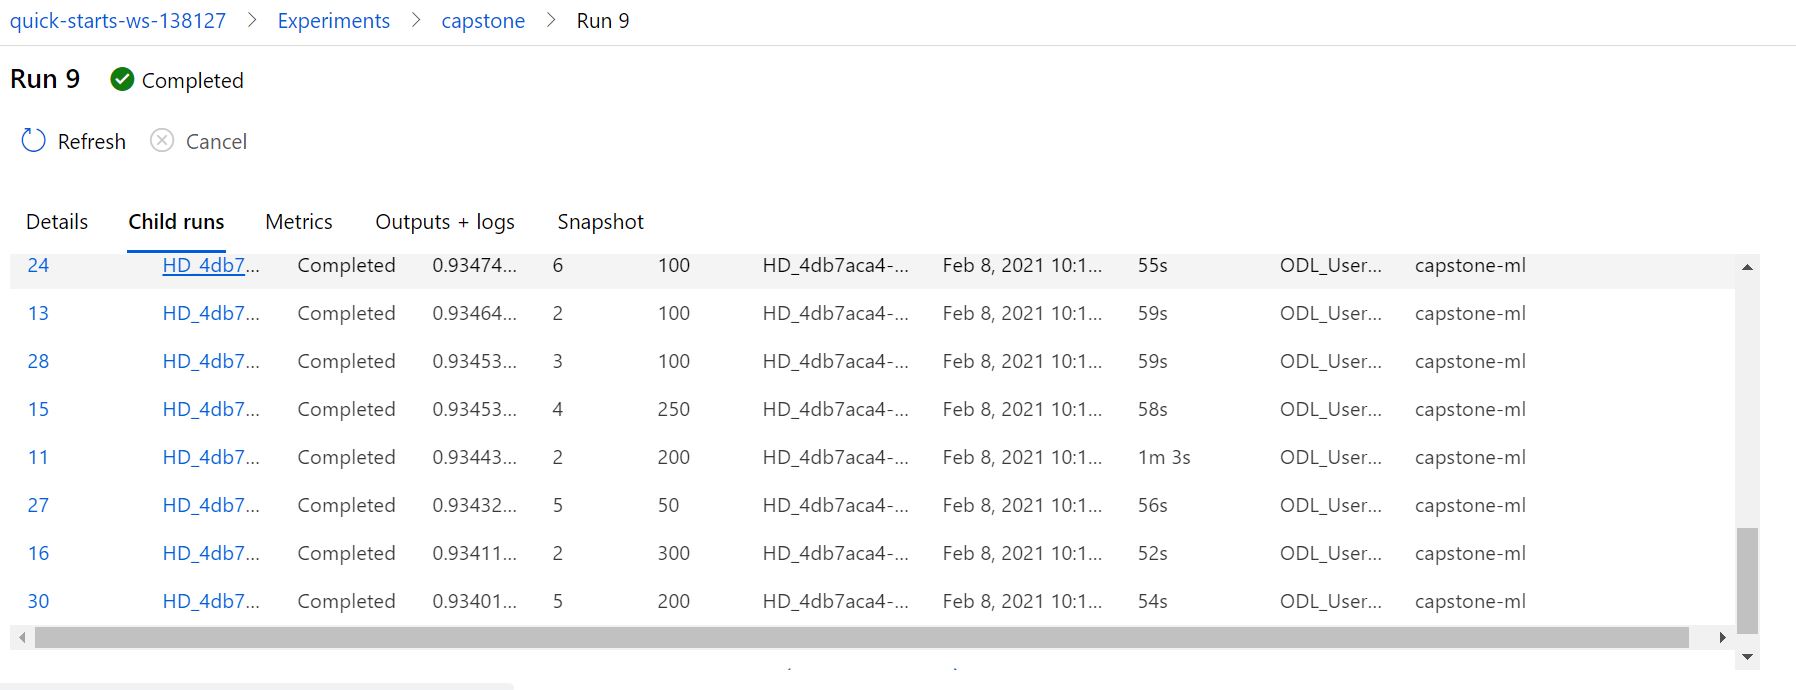 quick-starts-ws-138127 > Experiments > capstone > Run 9
Run 9 Completed
Refresh Cancel
Details Child runs Metrics Outputs + logs Snapshot
24 HD_4db7... Completed 0.93474... 6 100 HD_4db7aca4-... Feb 8, 2021 10:1... 55s ODL_User... capstone-ml
13 HD_4db7... Completed 0.93464... 2 100 HD_4db7aca4-... Feb 8, 2021 10:1... 59s ODL_User... capstone-ml
28 HD_4db7... Completed 0.93453... 3 100 HD_4db7aca4-... Feb 8, 2021 10:1... 59s ODL_User... capstone-ml
15 HD_4db7... Completed 0.93453... 4 250 HD_4db7aca4-... Feb 8, 2021 10:1... 58s ODL_User... capstone-ml
11 HD_4db7... Completed 0.93443... 2 200 HD_4db7aca4-... Feb 8, 2021 10:1... 1m 3s ODL_User... capstone-ml
27 HD_4db7... Completed 0.93432... 5 50 HD_4db7aca4-... Feb 8, 2021 10:1... 56s ODL_User... capstone-ml
16 HD_4db7... Completed 0.93411... 2 300 HD_4db7aca4-... Feb 8, 2021 10:1... 52s ODL_User... capstone-ml
30 HD_4db7... Completed 0.93401... 5 200 HD_4db7aca4-... Feb 8, 2021 10:1... 54s ODL_User... capstone-ml